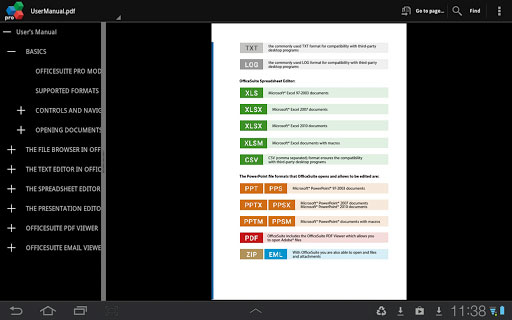 pro
UserManual.pdf
Go to page...
Find
User's Manual
BASICS
OFFICESUITE PRO MOD
SUPPORTED FORMATS
CONTROLS AND NAVIG
OPENING DOCUMENTS
THE FILE BROWSER IN OFF
THE TEXT EDITOR IN OFFIC
THE SPREADSHEET EDITOR
THE PRESENTATION EDITOR
OFFICESUITE PDF VIEWER
OFFICESUITE EMAIL VIEWE
TXT
the commonly used TXT format for compatibility with third-party
desktop programs
LOG
the commonly used LOG format for compatibility with third-party
desktop programs
OfficeSuite Spreadsheet Editor:
XLS
Microsoft® Excel 97-2003 documents
XLSX
Microsoft® Excel 2007 documents
XLSX
Microsoft® Excel 2010 documents
XLSM
Microsoft® Excel documents with macros
CSV
CSV (comma separated) format ensures the compatibility
with third-party desktop programs
The PowerPoint file formats that OfficeSuite opens and allows to be edited are:
PPT PPS
Microsoft® PowerPoint® 97-2003 documents
PPTX PPSX
Microsoft® PowerPoint® 2007 documents
Microsoft® PowerPoint® 2010 documents
PPTM PPSM
Microsoft® PowerPoint® documents with macros
PDF
OfficeSuite includes the OfficeSuite PDF Viewer which allows you
to open Adobe® files
ZIP EML
With OfficeSuite you are also able to open and files
and attachments
11:38